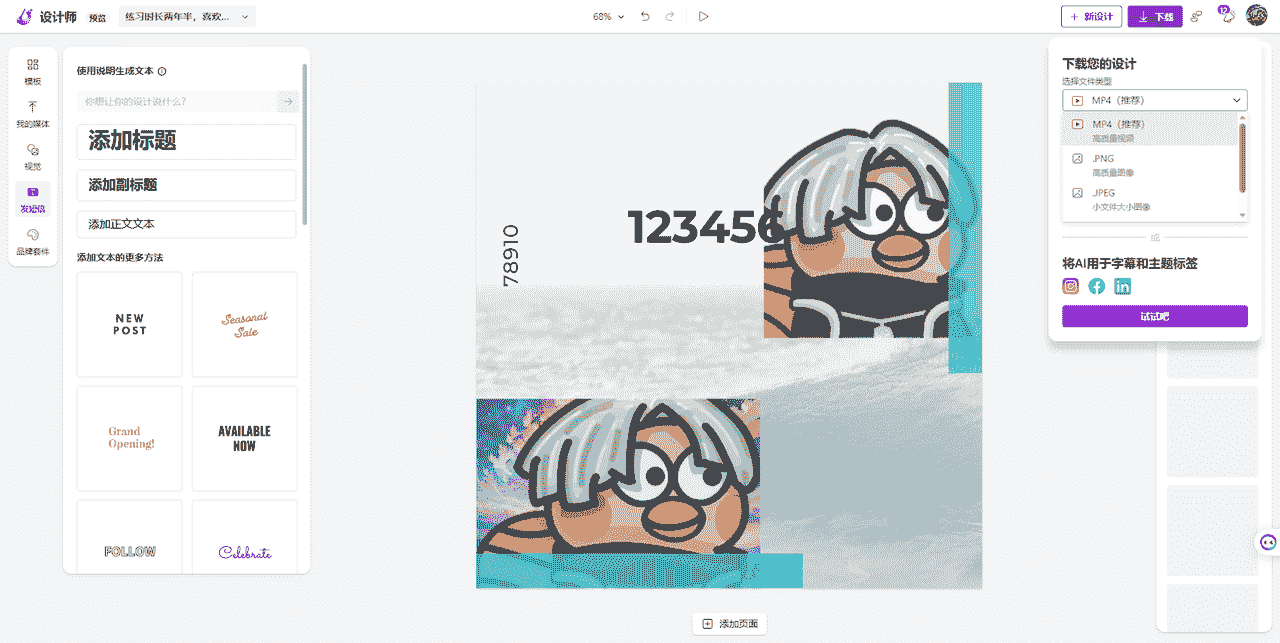 设计师 预览
练习时长两年半，喜欢...
68%
+ 新设计
下载
12
模板
我的媒体
视觉
发短信
品牌套件
使用说明生成文本
你想让你的设计说什么？
添加标题
添加副标题
添加正文文本
添加文本的更多方法
NEW
POST
Seasonal
Sale
Grand
Opening!
AVAILABLE
NOW
FOLLOW
Celebrate
123456
78910
添加页面
下载您的设计
选择文件类型
MP4（推荐）
MP4（推荐）
高质量视频
.PNG
高质量图像
.JPEG
小文件大小图像
或
将AI用于字幕和主题标签
试试吧